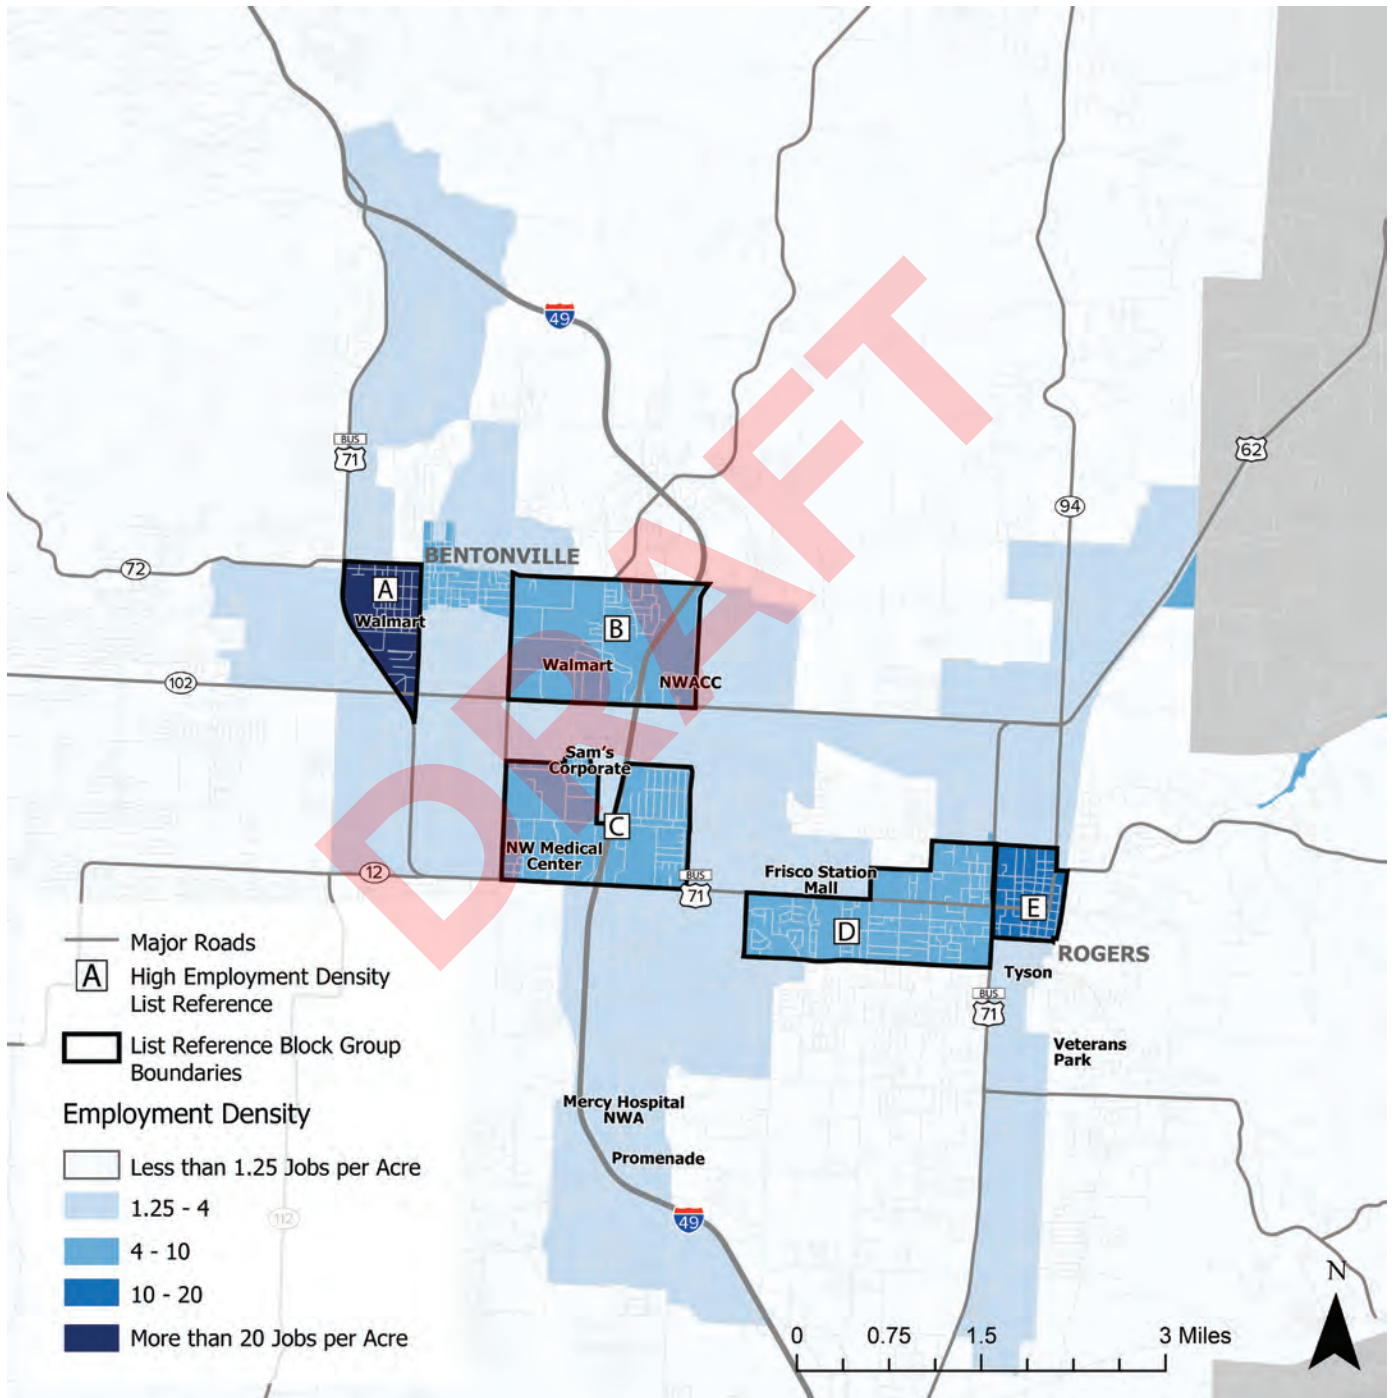 49
BUS
71
62
94
BENTONVILLE
72
A
Walmart
B
Walmart
NWACC
102
Sam's
Corporate
C
NW Medical
Center
12
BUS
71
Frisco Station
Mall
D
E
ROGERS
Tyson
BUS
71
Veterans
Park
Mercy Hospital
NWA
Promenade
49
112
DRAFT
Major Roads
A
High Employment Density
List Reference
List Reference Block Group
Boundaries
Employment Density
Less than 1.25 Jobs per Acre
1.25 - 4
4 - 10
10 - 20
More than 20 Jobs per Acre
N
0 0.75 1.5 3 Miles